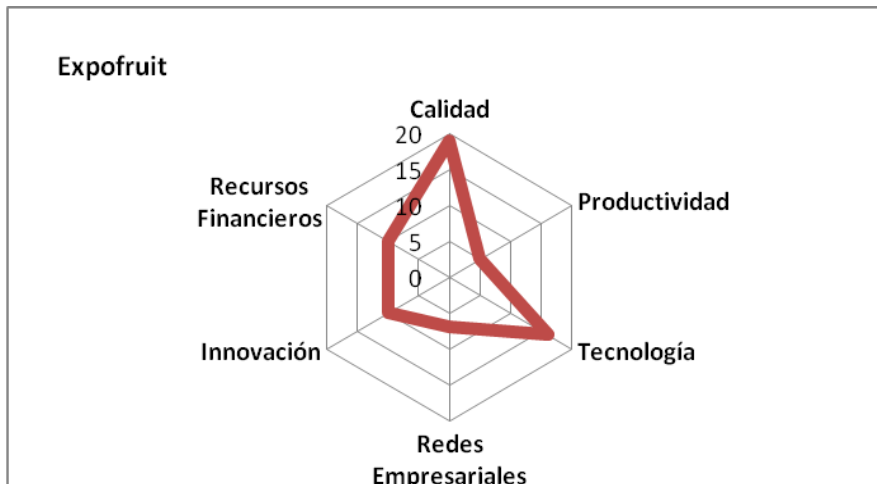 Expofruit
Calidad
20
15
10
5
0
Productividad
Tecnología
Redes
Empresariales
Innovación
Recursos
Financieros